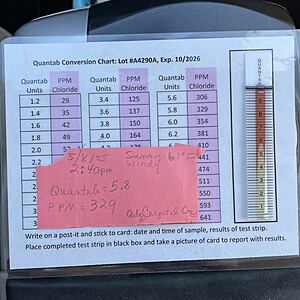 Quantab Conversion Chart: Lot #A4290A, Exp. 10/2026
Quantab Units PPM Chloride Quantab Units PPM Chloride Quantab Units PPM Chloride
1.2 29 3.4 125 5.6 306
1.4 35 3.6 137 5.8 329
1.6 42 3.8 150 6.0 354
1.8 49 4.0 164 6.2 381
2.0 178 410
441
474
511
550
593
641
5/8/25 Sunny 61°F
2:40pm Windy
Quantab = 5.8
PPM = 329
Crystal
Write on a post-it and stick to card: date and time of sample, results of test strip.
Place completed test strip in black box and take a picture of card to report with results.
QUANTAB